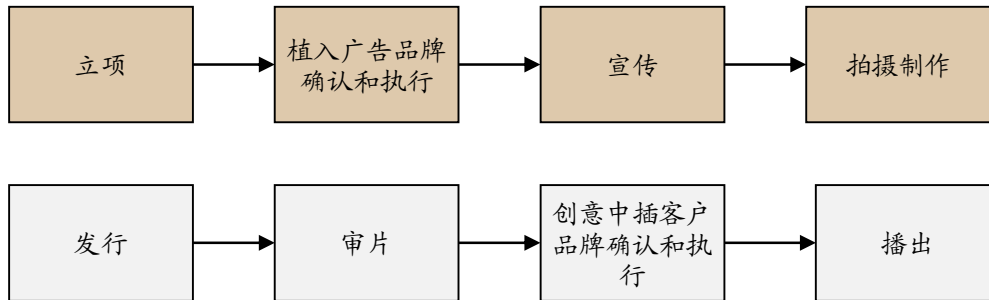 立项
植入广告品牌
确认和执行
宣传
拍摄制作
发行
审片
创意中插客户
品牌确认和执
行
播出